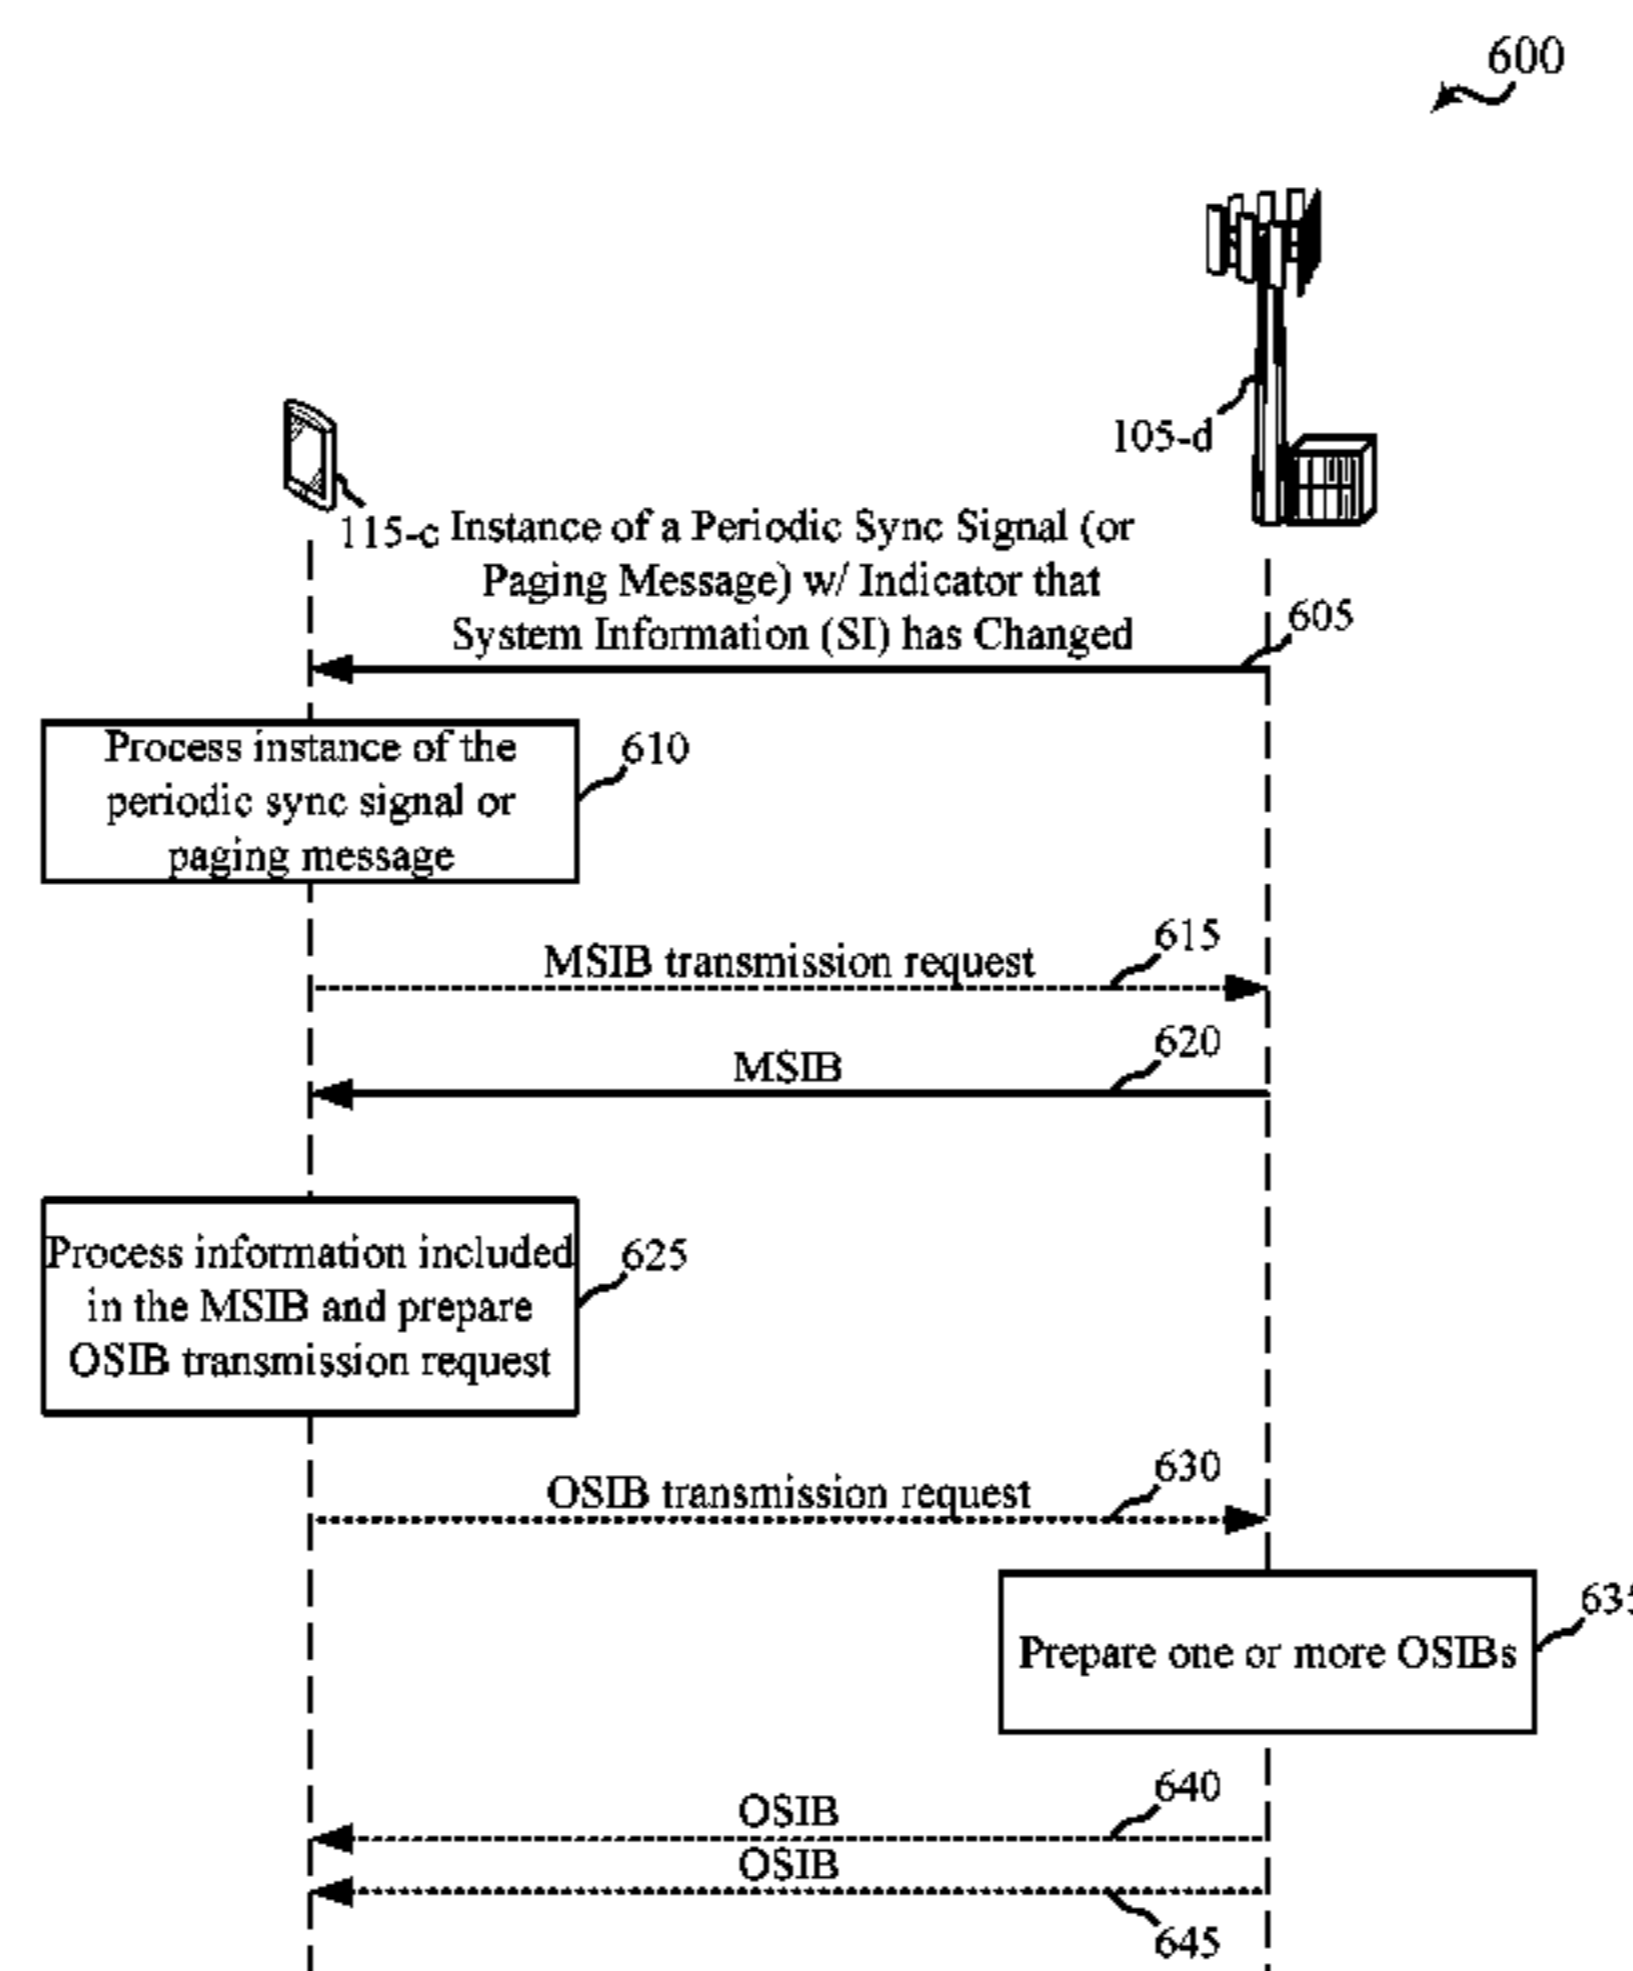 600
105-d
115-c
Instance of a Periodic Sync Signal (or
Paging Message) w/ Indicator that
System Information (SI) has Changed
605
Process instance of the
periodic sync signal or
paging message
610
MSIB transmission request
615
MSIB
620
Process information included
in the MSIB and prepare
OSIB transmission request
625
OSIB transmission request
630
Prepare one or more OSIBs
635
OSIB
640
OSIB
645